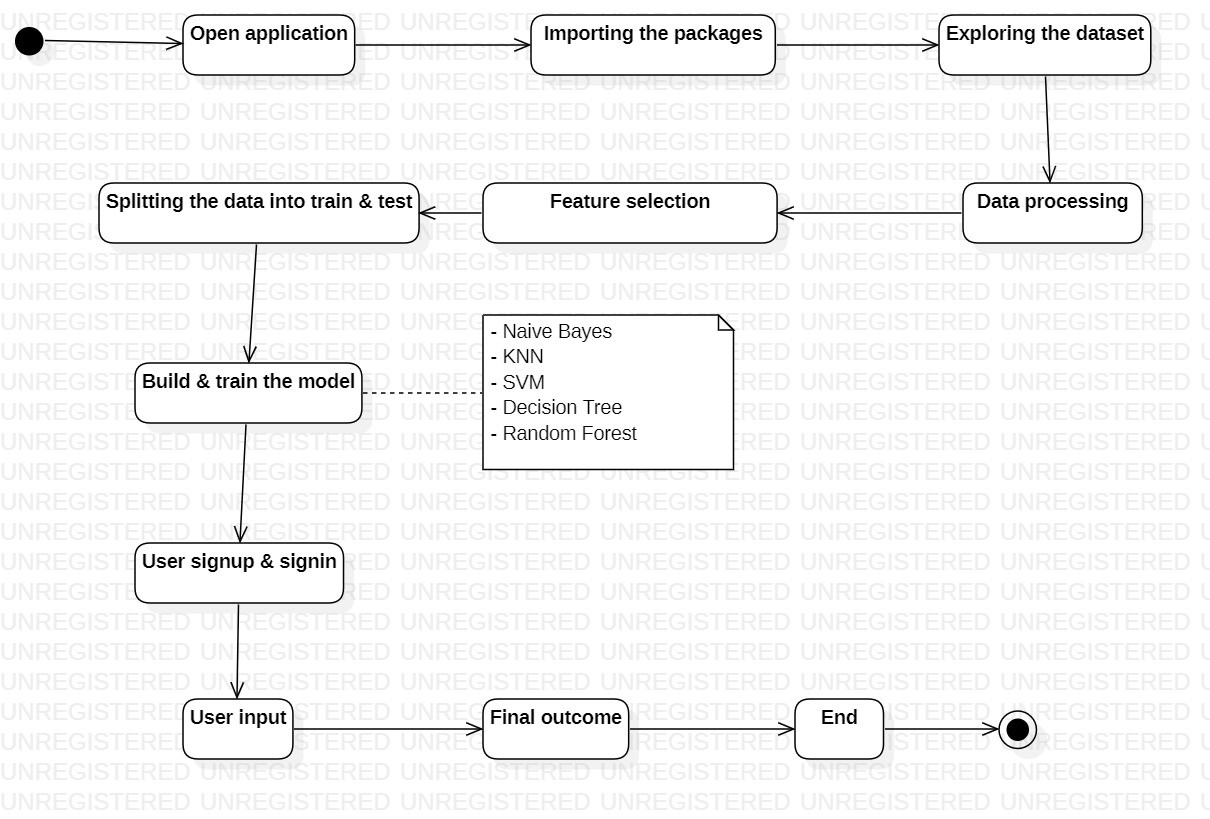 Open application
Importing the packages
Exploring the dataset
Splitting the data into train & test
Feature selection
Data processing
- Naive Bayes
- KNN
- SVM
- Decision Tree
- Random Forest
Build & train the model
User signup & signin
User input
Final outcome
End
UNREGISTERED